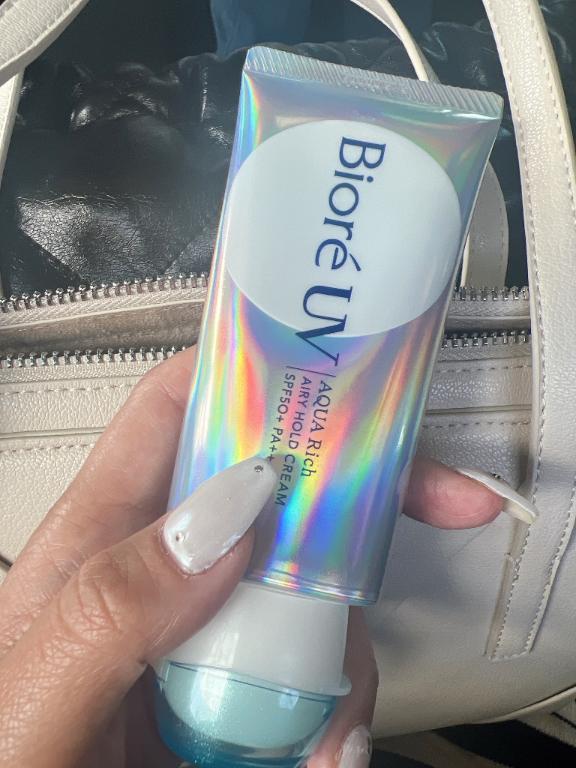 Bioré UV
AQUA Rich
AIRY HOLD CREAM
SPF50+ PA++